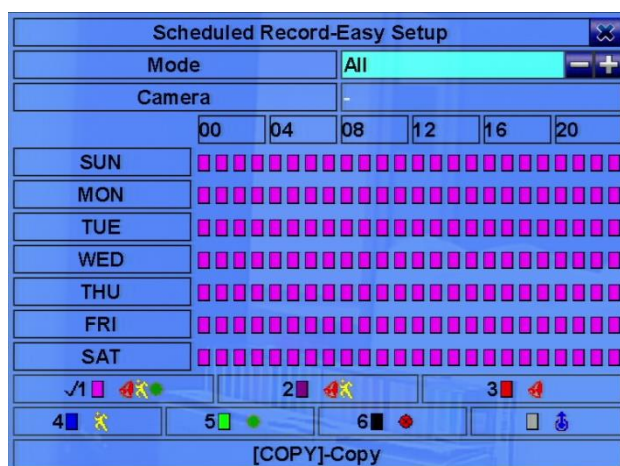 Scheduled Record-Easy Setup
Mode All
Camera -
00 04 08 12 16 20
SUN
MON
TUE
WED
THU
FRI
SAT
√1 2 3
4 5 6
[COPY]-Copy